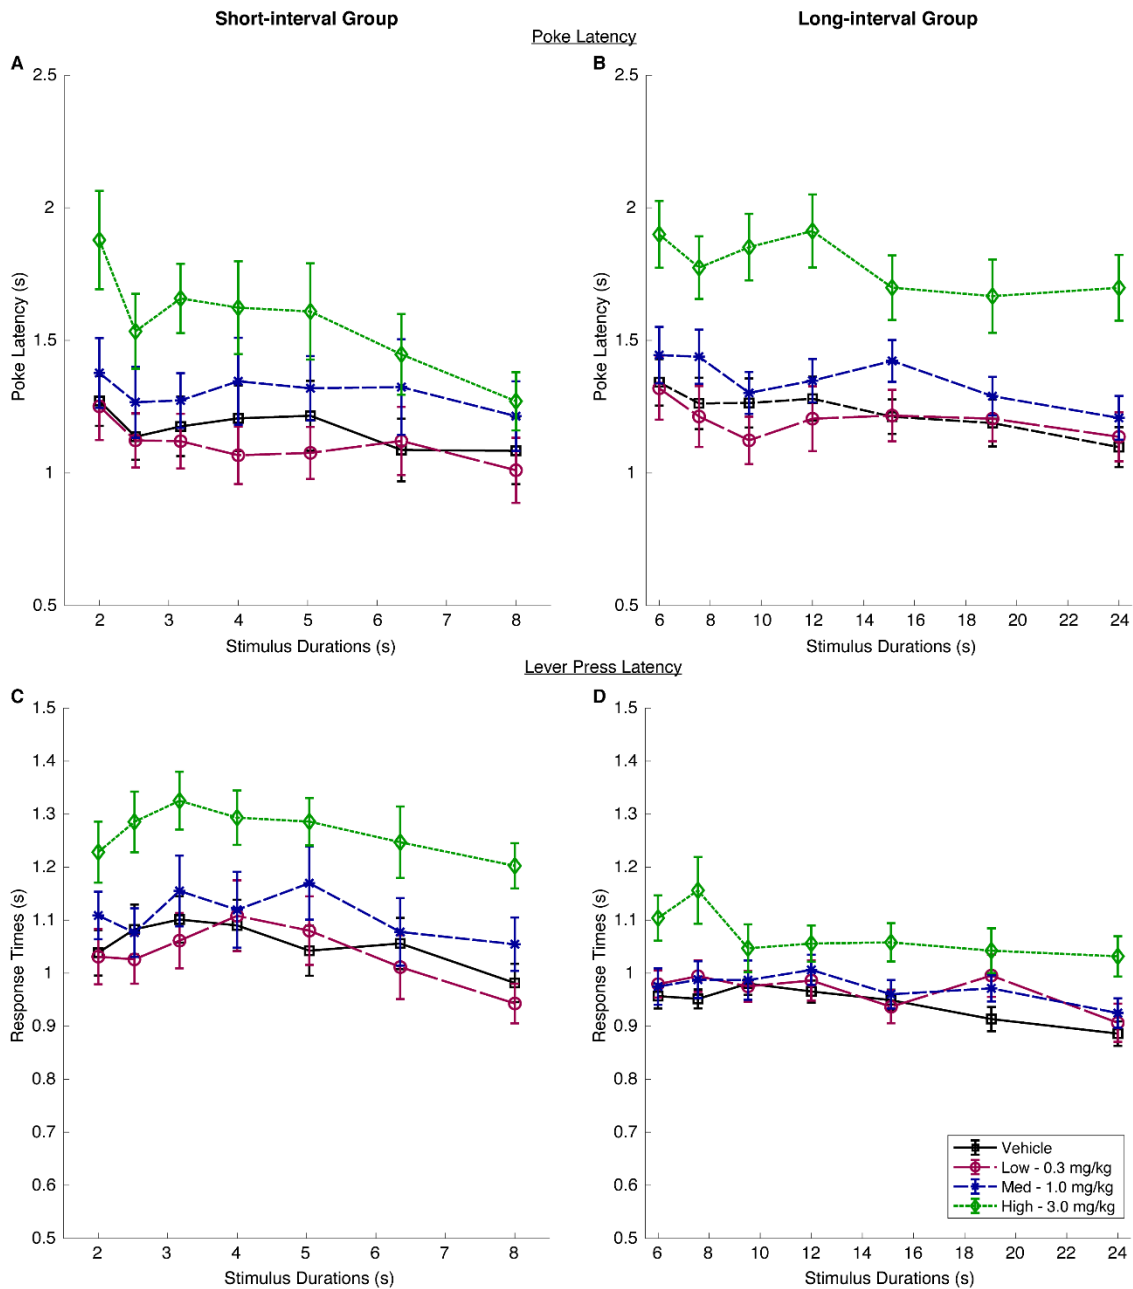 Short-interval Group
Long-interval Group
Poke Latency
A
B
2.5
2
1.5
1
0.5
Poke Latency (s)
2 3 4 5 6 7 8
Stimulus Durations (s)
2.5
2
1.5
1
0.5
Poke Latency (s)
6 8 10 12 14 16 18 20 22 24
Stimulus Durations (s)
Lever Press Latency
C
D
1.5
1.4
1.3
1.2
1.1
1
0.9
0.8
0.7
0.6
0.5
Response Times (s)
2 3 4 5 6 7 8
Stimulus Durations (s)
1.5
1.4
1.3
1.2
1.1
1
0.9
0.8
0.7
0.6
0.5
Response Times (s)
6 8 10 12 14 16 18 20 22 24
Stimulus Durations (s)
Vehicle
Low - 0.3 mg/kg
Med - 1.0 mg/kg
High - 3.0 mg/kg